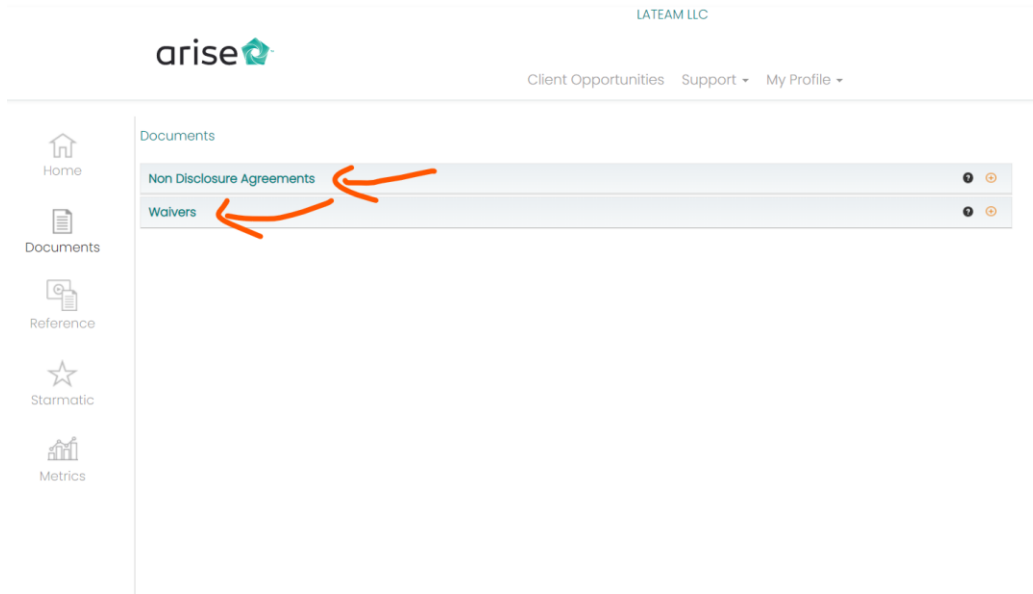 LATEAM LLC
arise
Client Opportunities Support My Profile
Home
Documents
Reference
Starmatic
Metrics
Documents
Non Disclosure Agreements
Waivers